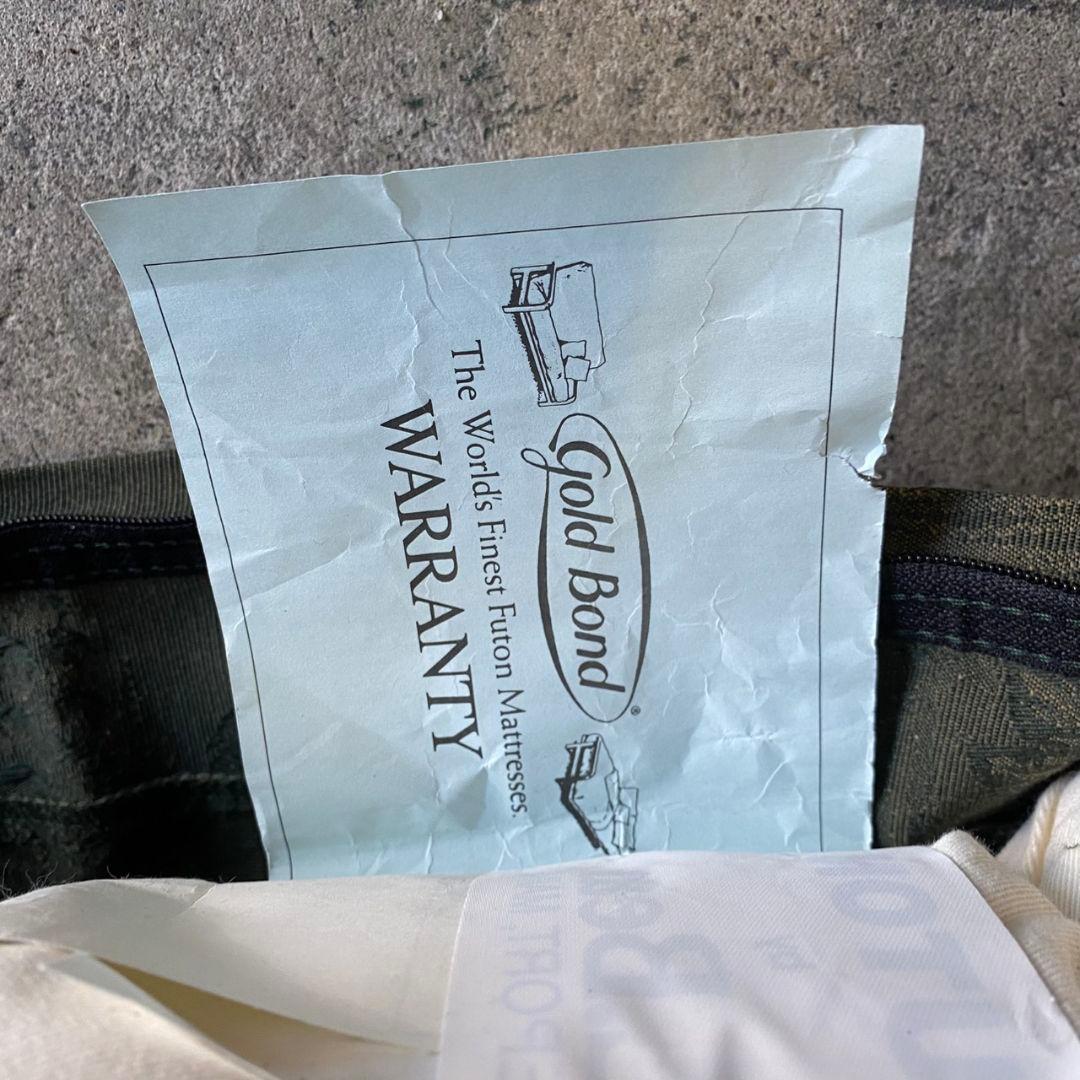 Gold Bond®
The World's Finest Futon Mattresses.
WARRANTY